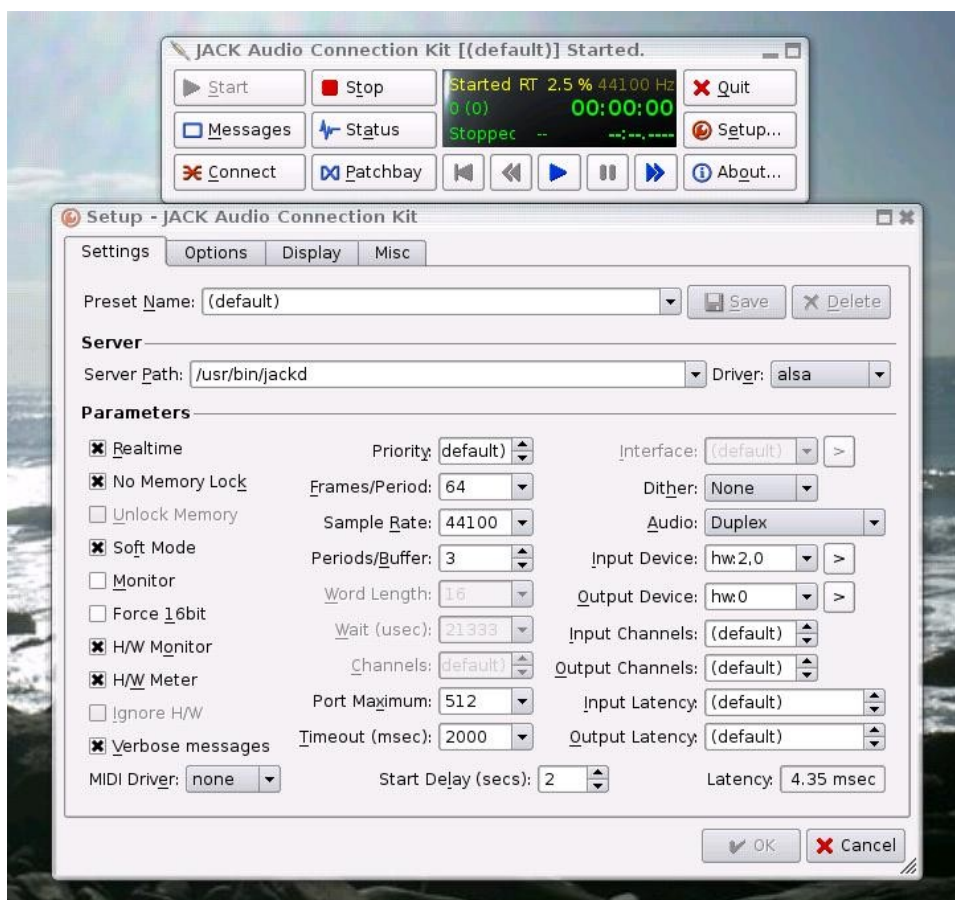 JACK Audio Connection Kit [(default)] Started.
Start Stop Started RT 2.5 % 44100 Hz Quit
0 (0) 00:00:00
Messages Status Stopped -- --:--.---- Setup...
Connect Patchbay About...
Setup - JACK Audio Connection Kit
Settings Options Display Misc
Preset Name: (default) Save Delete
Server
Server Path: /usr/bin/jackd Driver: alsa
Parameters
Realtime Priority: default) Interface: (default) >
No Memory Lock Frames/Period: 64 Dither: None
Unlock Memory Sample Rate: 44100 Audio: Duplex
Soft Mode Periods/Buffer: 3 Input Device: hw:2,0 >
Monitor Word Length: 16 Output Device: hw:0 >
Force 16bit Wait (usec): 21333 Input Channels: (default)
H/W Monitor Channels: default) Output Channels: (default)
H/W Meter Port Maximum: 512 Input Latency: (default)
Ignore H/W
Verbose messages Timeout (msec): 2000 Output Latency: (default)
MIDI Driver: none Start Delay (secs): 2 Latency: 4.35 msec
OK Cancel